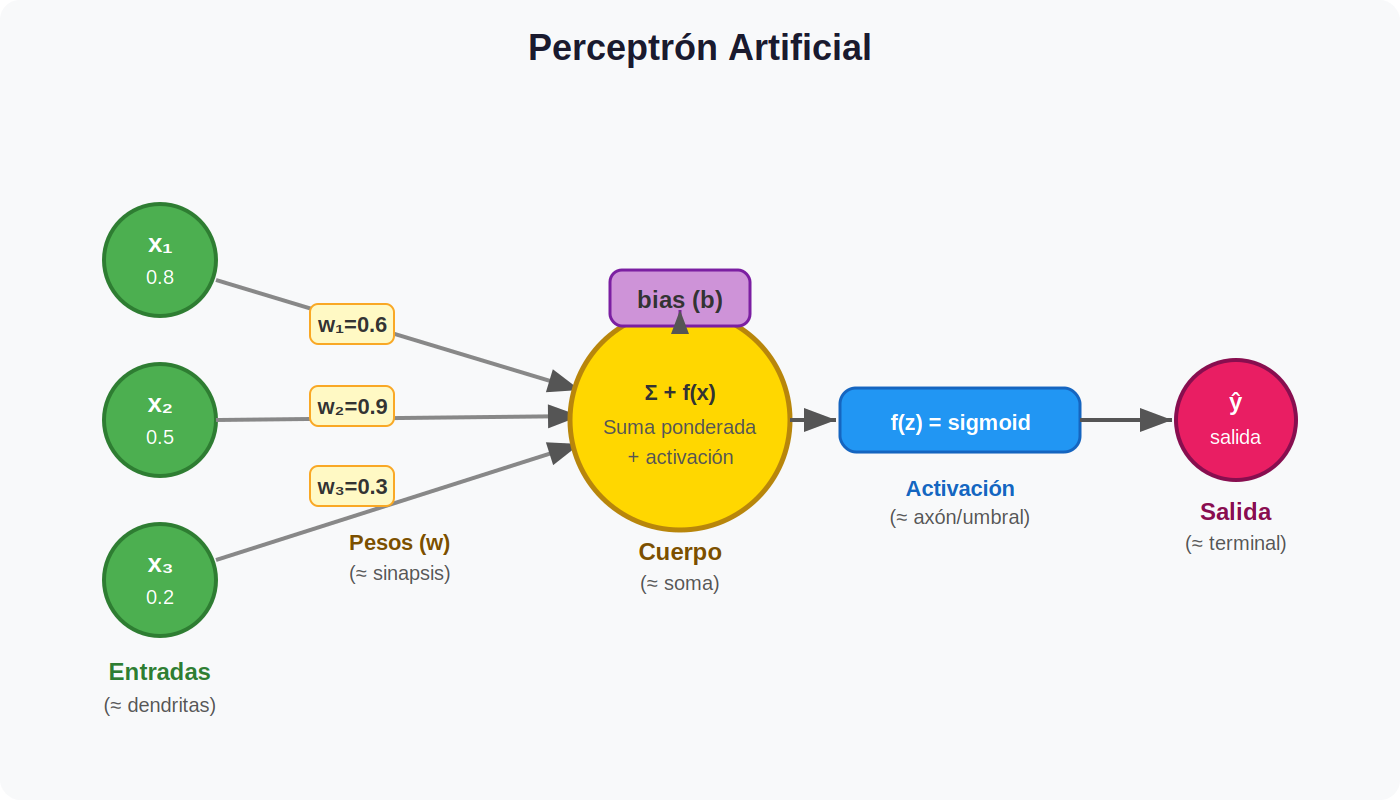 Perceptrón Artificial
x₁
0.8
w₁=0.6
x₂
0.5
w₂=0.9
x₃
0.2
w₃=0.3
Entradas
(≈ dendritas)
Pesos (w)
(≈ sinapsis)
bias (b)
Σ + f(x)
Suma ponderada
+ activación
Cuerpo
(≈ soma)
f(z) = sigmoid
Activación
(≈ axón/umbral)
ŷ
salida
Salida
(≈ terminal)